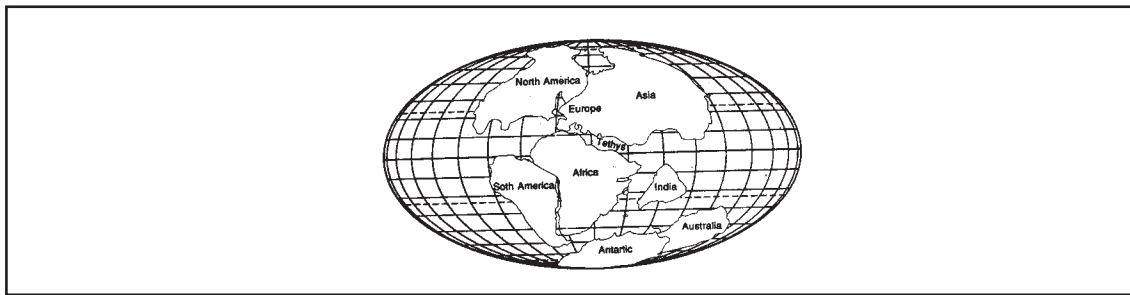 North America
Asia
Europe
Tethys
Africa
Soth America
India
Australia
Antartic